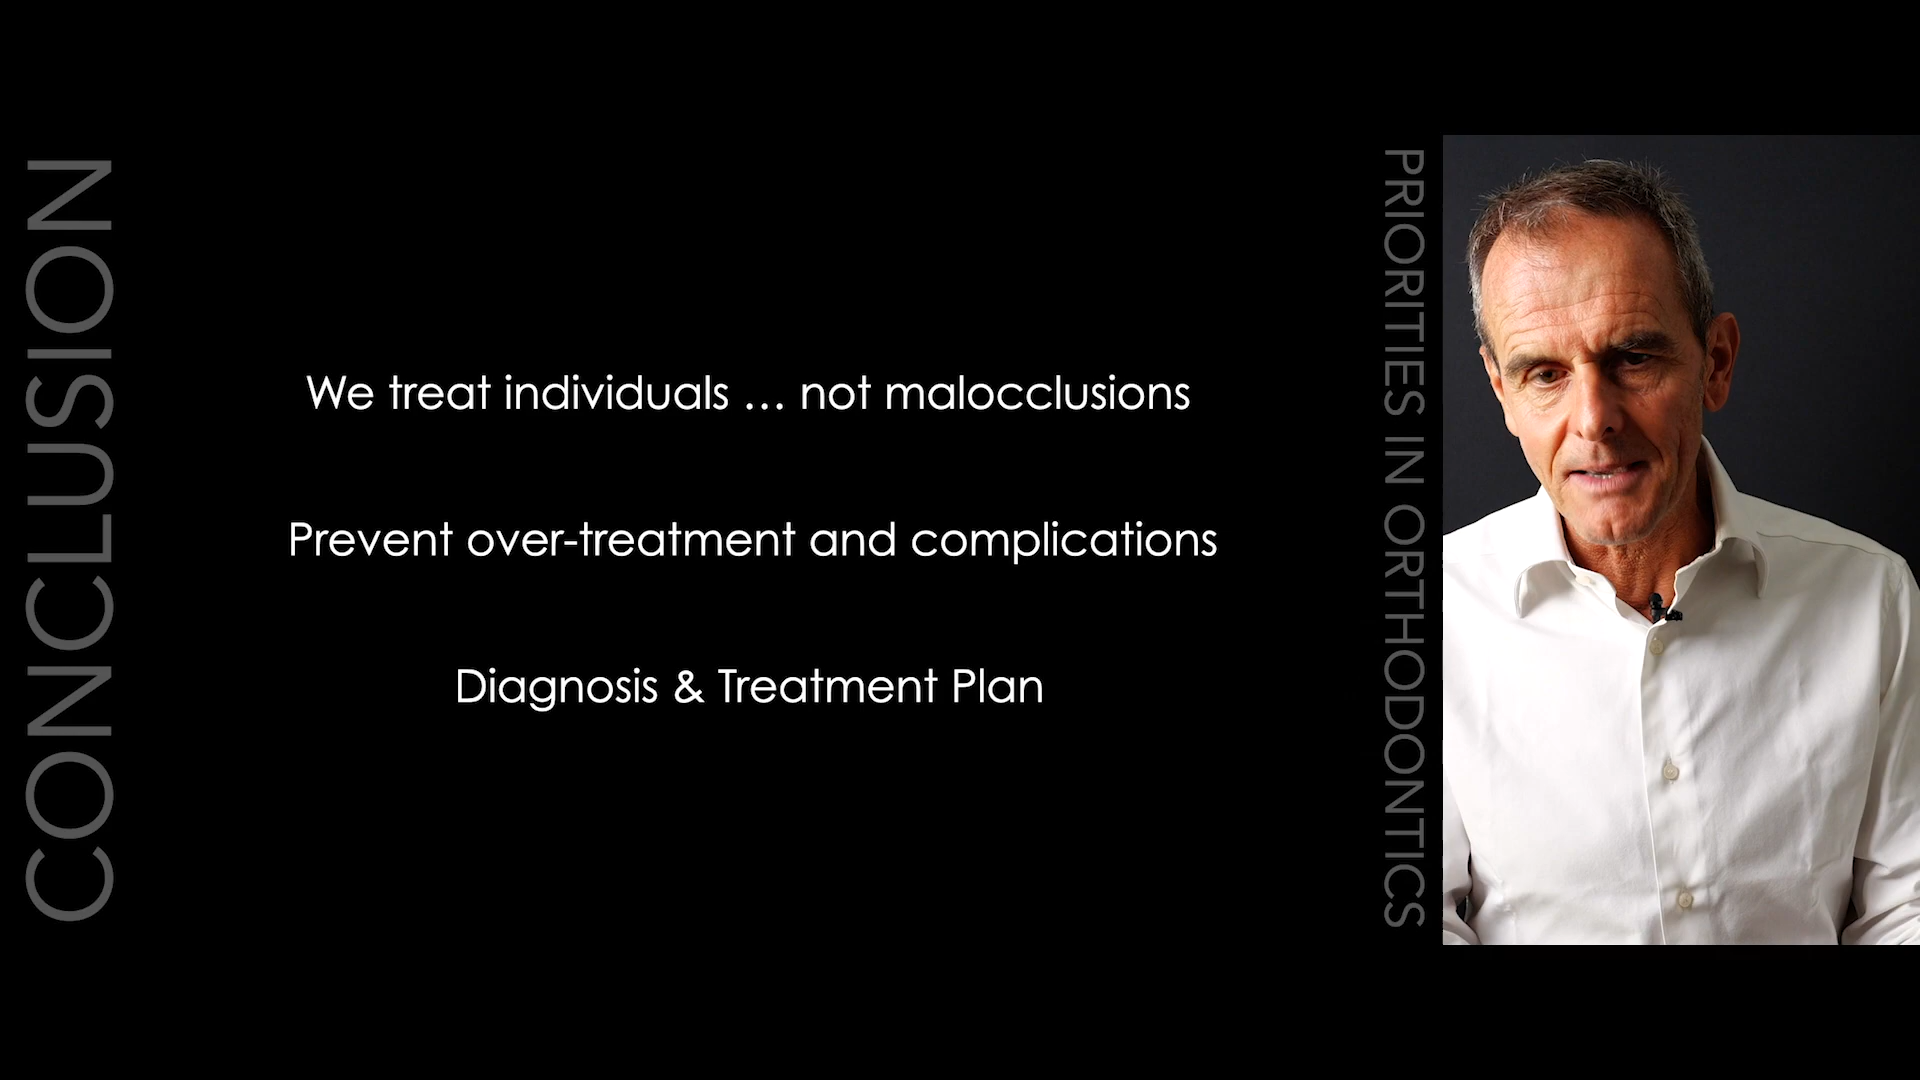 CONCLUSION
We treat individuals … not malocclusions
Prevent over-treatment and complications
Diagnosis & Treatment Plan
PRIORITIES IN ORTHODONTICS